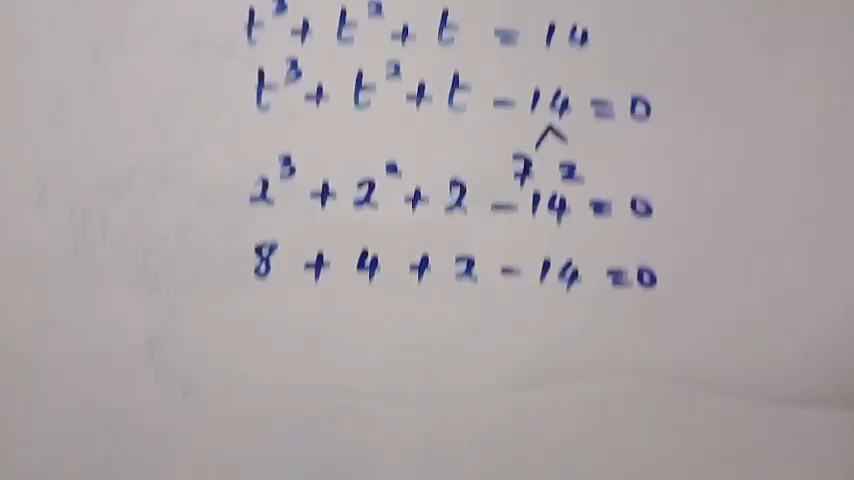 t³ + t² + t = 14
t³ + t² + t - 14 = 0
7 2
2³ + 2² + 2 - 14 = 0
8 + 4 + 2 - 14 = 0